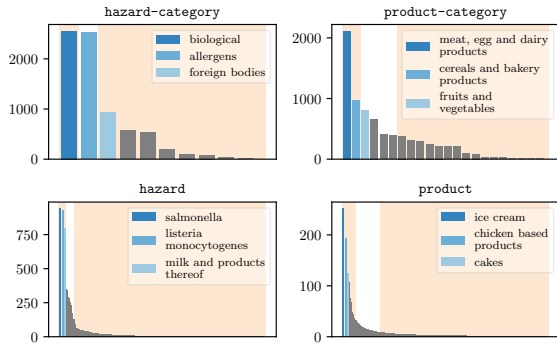 hazard-category
2000
1000
0
biological
allergens
foreign bodies
product-category
2000
1000
0
meat, egg and dairy
products
cereals and bakery
products
fruits and
vegetables
hazard
750
500
250
0
salmonella
listeria
monocytogenes
milk and products
thereof
product
200
100
0
ice cream
chicken based
products
cakes